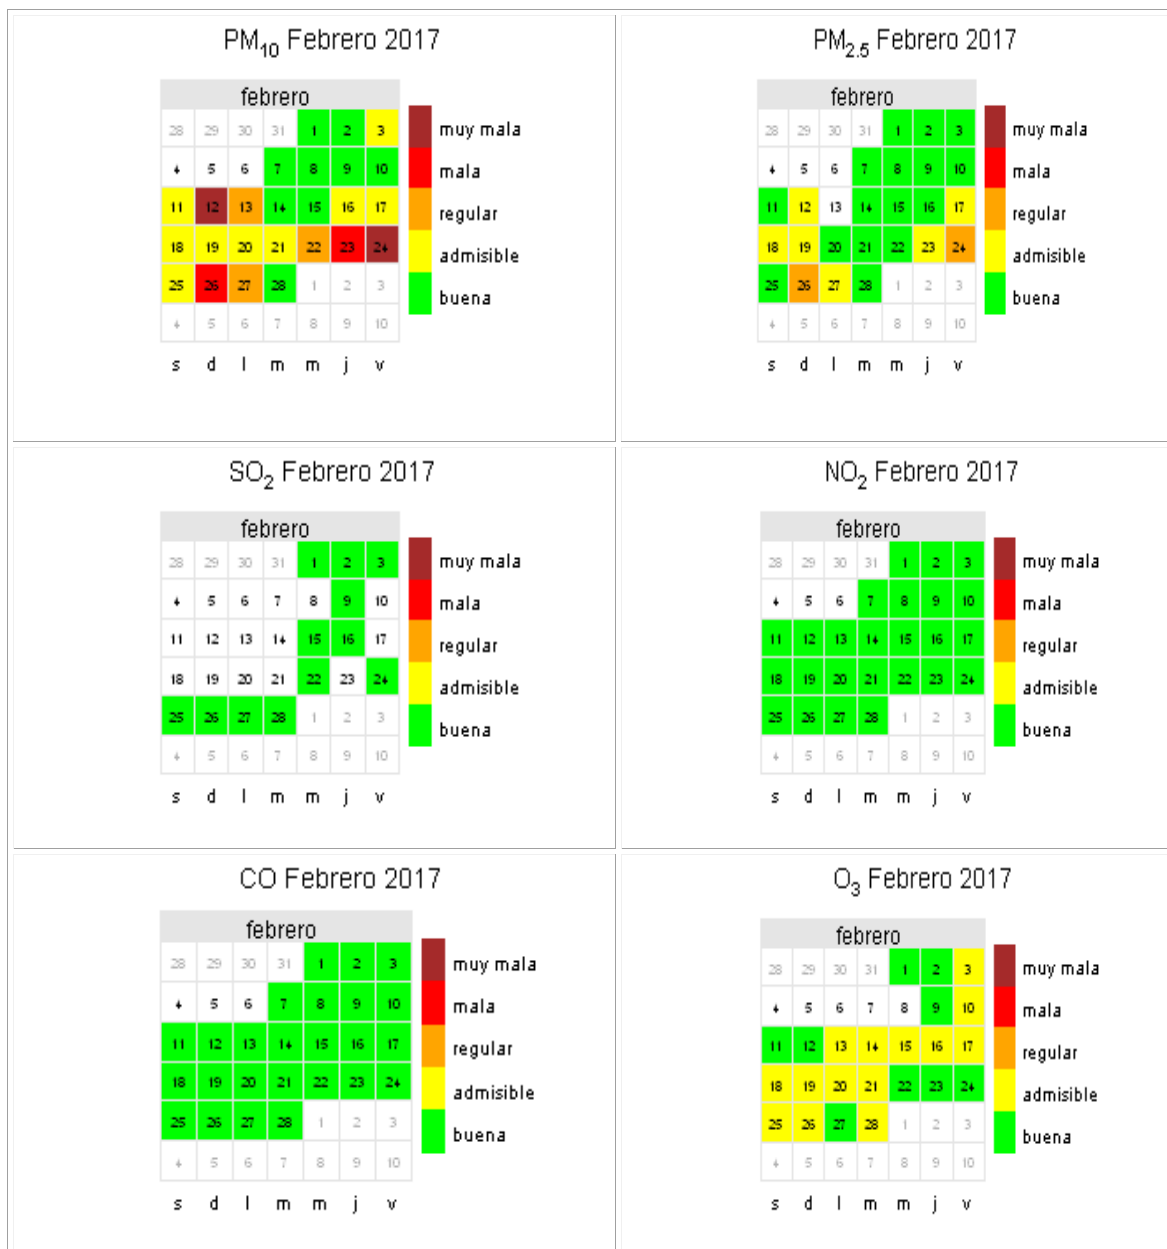 PM10 Febrero 2017
febrero
28 29 30 31 1 2 3
4 5 6 7 8 9 10
11 12 13 14 15 16 17
18 19 20 21 22 23 24
25 26 27 28 1 2 3
4 5 6 7 8 9 10
s d l m m j v
muy mala
mala
regular
admisible
buena
PM2.5 Febrero 2017
febrero
28 29 30 31 1 2 3
4 5 6 7 8 9 10
11 12 13 14 15 16 17
18 19 20 21 22 23 24
25 26 27 28 1 2 3
4 5 6 7 8 9 10
s d l m m j v
muy mala
mala
regular
admisible
buena
SO2 Febrero 2017
febrero
28 29 30 31 1 2 3
4 5 6 7 8 9 10
11 12 13 14 15 16 17
18 19 20 21 22 23 24
25 26 27 28 1 2 3
4 5 6 7 8 9 10
s d l m m j v
muy mala
mala
regular
admisible
buena
NO2 Febrero 2017
febrero
28 29 30 31 1 2 3
4 5 6 7 8 9 10
11 12 13 14 15 16 17
18 19 20 21 22 23 24
25 26 27 28 1 2 3
4 5 6 7 8 9 10
s d l m m j v
muy mala
mala
regular
admisible
buena
CO Febrero 2017
febrero
28 29 30 31 1 2 3
4 5 6 7 8 9 10
11 12 13 14 15 16 17
18 19 20 21 22 23 24
25 26 27 28 1 2 3
4 5 6 7 8 9 10
s d l m m j v
muy mala
mala
regular
admisible
buena
O3 Febrero 2017
febrero
28 29 30 31 1 2 3
4 5 6 7 8 9 10
11 12 13 14 15 16 17
18 19 20 21 22 23 24
25 26 27 28 1 2 3
4 5 6 7 8 9 10
s d l m m j v
muy mala
mala
regular
admisible
buena